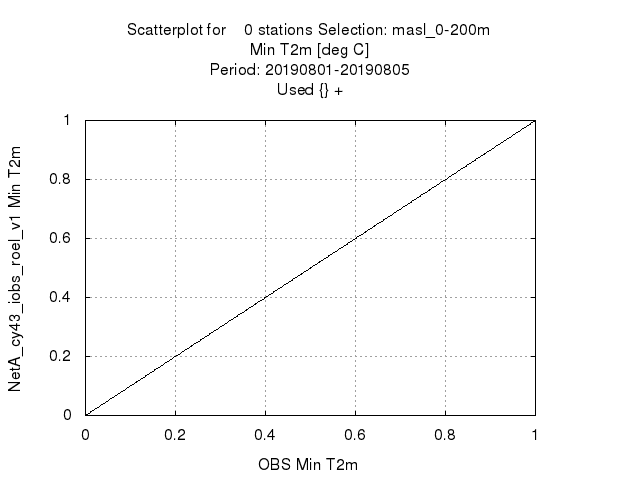 Scatterplot for    0 stations Selection: masl_0-200m
Min T2m [deg C]
Period: 20190801-20190805
Used {} +
NetA_cy43_iobs_roel_v1 Min T2m
1
0.8
0.6
0.4
0.2
0
0 0.2 0.4 0.6 0.8 1
OBS Min T2m